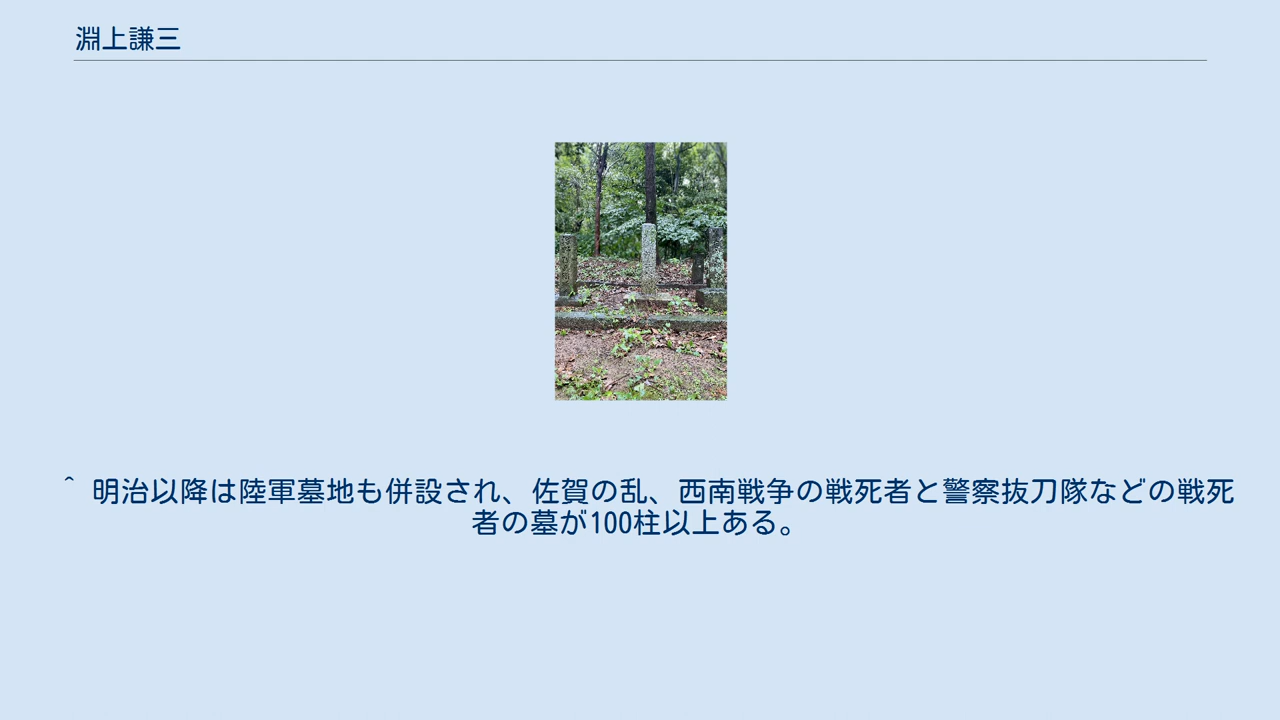 淵上謙三
^ 明治以降は陸軍墓地も併設され、佐賀の乱、西南戦争の戦死者と警察抜刀隊などの戦死
者の墓が100柱以上ある。